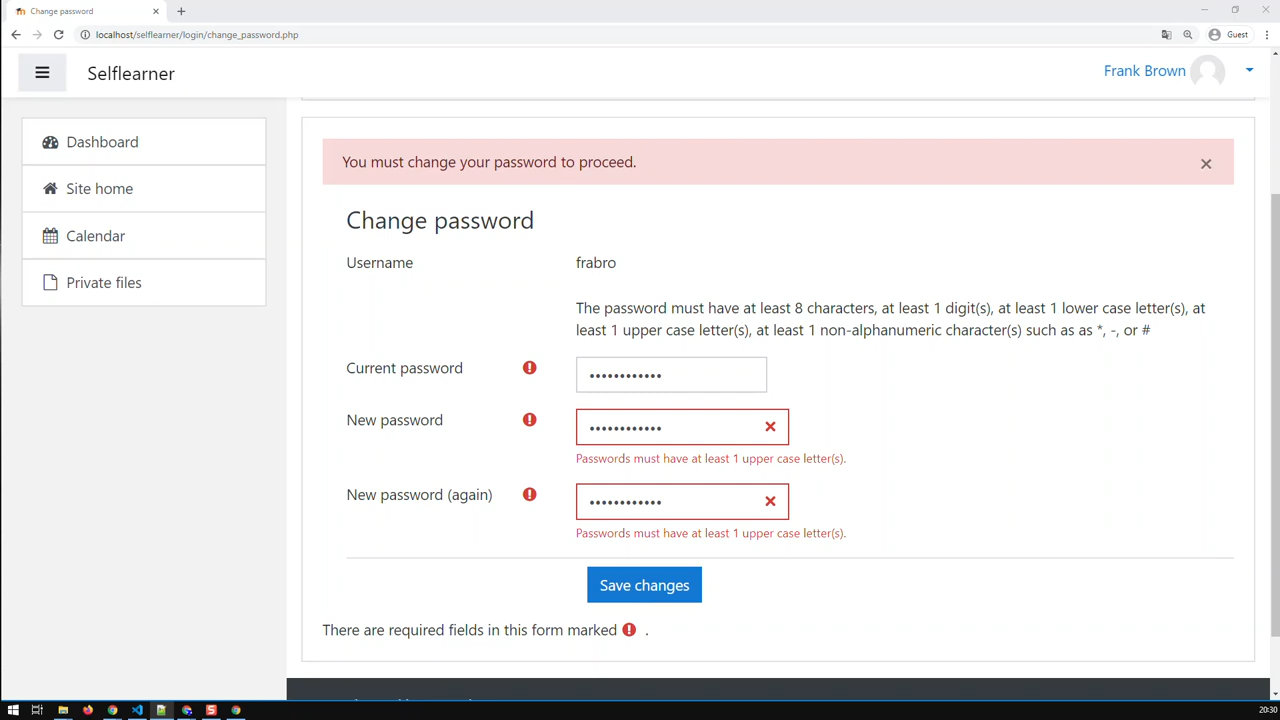 Change password
localhost/selflearner/login/change_password.php
Guest
Selflearner
Frank Brown
Dashboard
Site home
Calendar
Private files
You must change your password to proceed.
Change password
Username
frabro
The password must have at least 8 characters, at least 1 digit(s), at least 1 lower case letter(s), at
least 1 upper case letter(s), at least 1 non-alphanumeric character(s) such as as *, -, or #
Current password
New password
Passwords must have at least 1 upper case letter(s).
New password (again)
Passwords must have at least 1 upper case letter(s).
Save changes
There are required fields in this form marked .
20:30